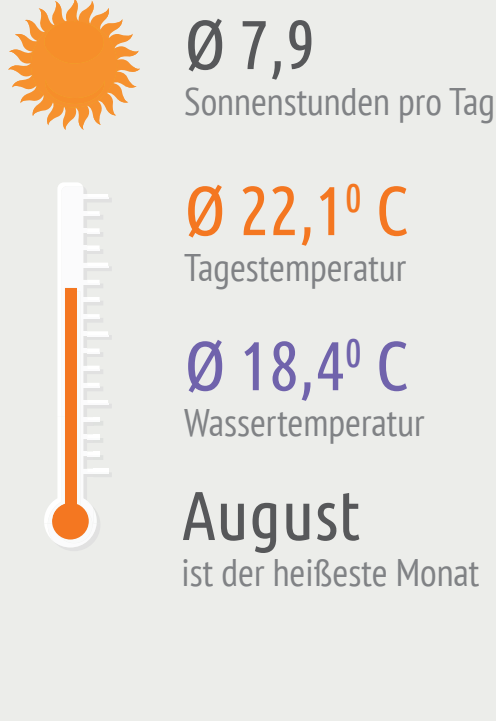 Ø 7,9
Sonnenstunden pro Tag
Ø 22,1⁰ C
Tagestemperatur
Ø 18,4⁰ C
Wassertemperatur
August
ist der heißeste Monat